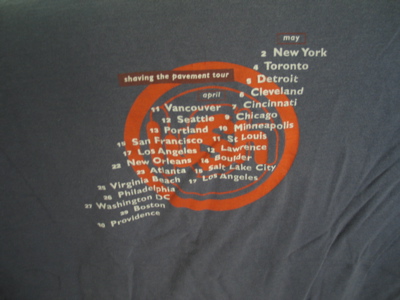 shaving the pavement tour
april
11 Vancouver
12 Seattle
13 Portland
15 San Francisco
17 Los Angeles
22 New Orleans
23 Atlanta
25 Virginia Beach
26 Philadelphia
27 Washington DC
29 Boston
30 Providence
may
2 New York
4 Toronto
5 Detroit
6 Cleveland
7 Cincinnati
9 Chicago
10 Minneapolis
11 St Louis
13 Lawrence
14 Boulder
15 Salt Lake City
17 Los Angeles